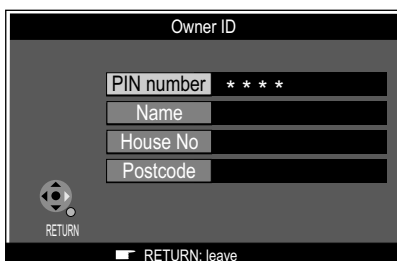 Owner ID
PIN number * * * *
Name
House No
Postcode
RETURN
RETURN: leave